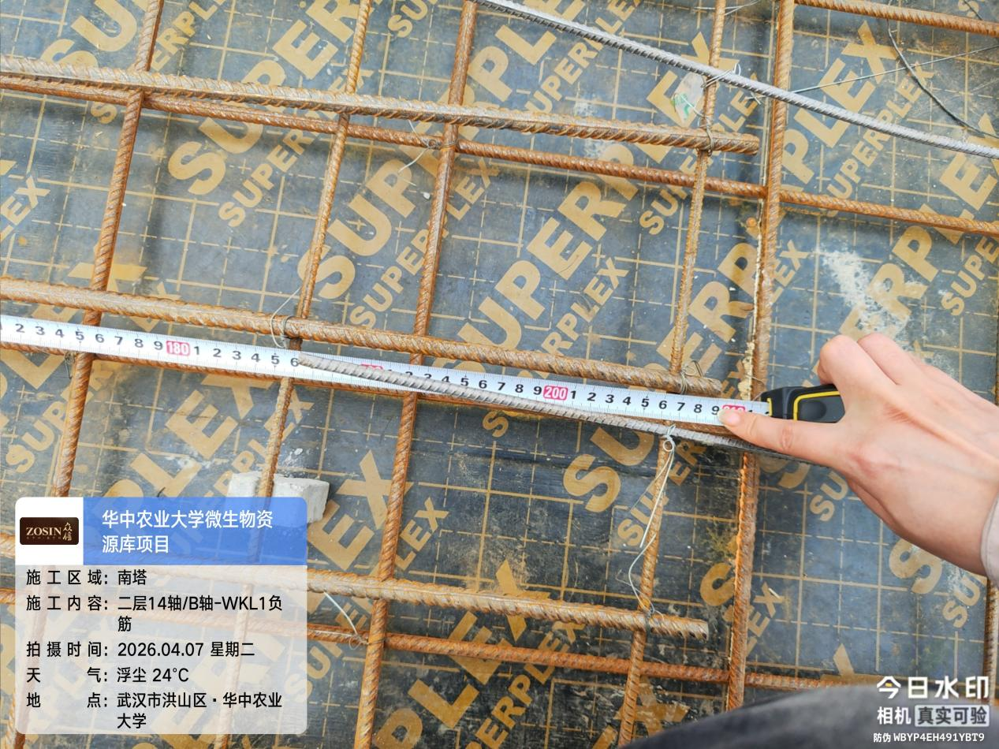 SUPERPLEX
SUPERPLEX
SUPERPLEX
SUPERPLEX
SUPERPLEX
SUPERPLEX
2 3 4 5 6 7 8 9 180 1 2 3 4 5 6
3 4 5 6 7 8 9 200 1 2 3 4 5 6 7 8 9
ZOSIN 众信
华中农业大学微生物资
源库项目
施工区域：南塔
施工内容：二层14轴/B轴-WKL1负
筋
拍摄时间：2026.04.07 星期二
天气：浮尘 24℃
地点：武汉市洪山区·华中农业
大学
今日水印
相机 真实可验
防伪 WBYP4EH491YBT9